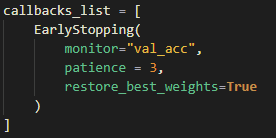 callbacks_list = [
    EarlyStopping(
        monitor="val_acc",
        patience = 3,
        restore_best_weights=True
    )
]